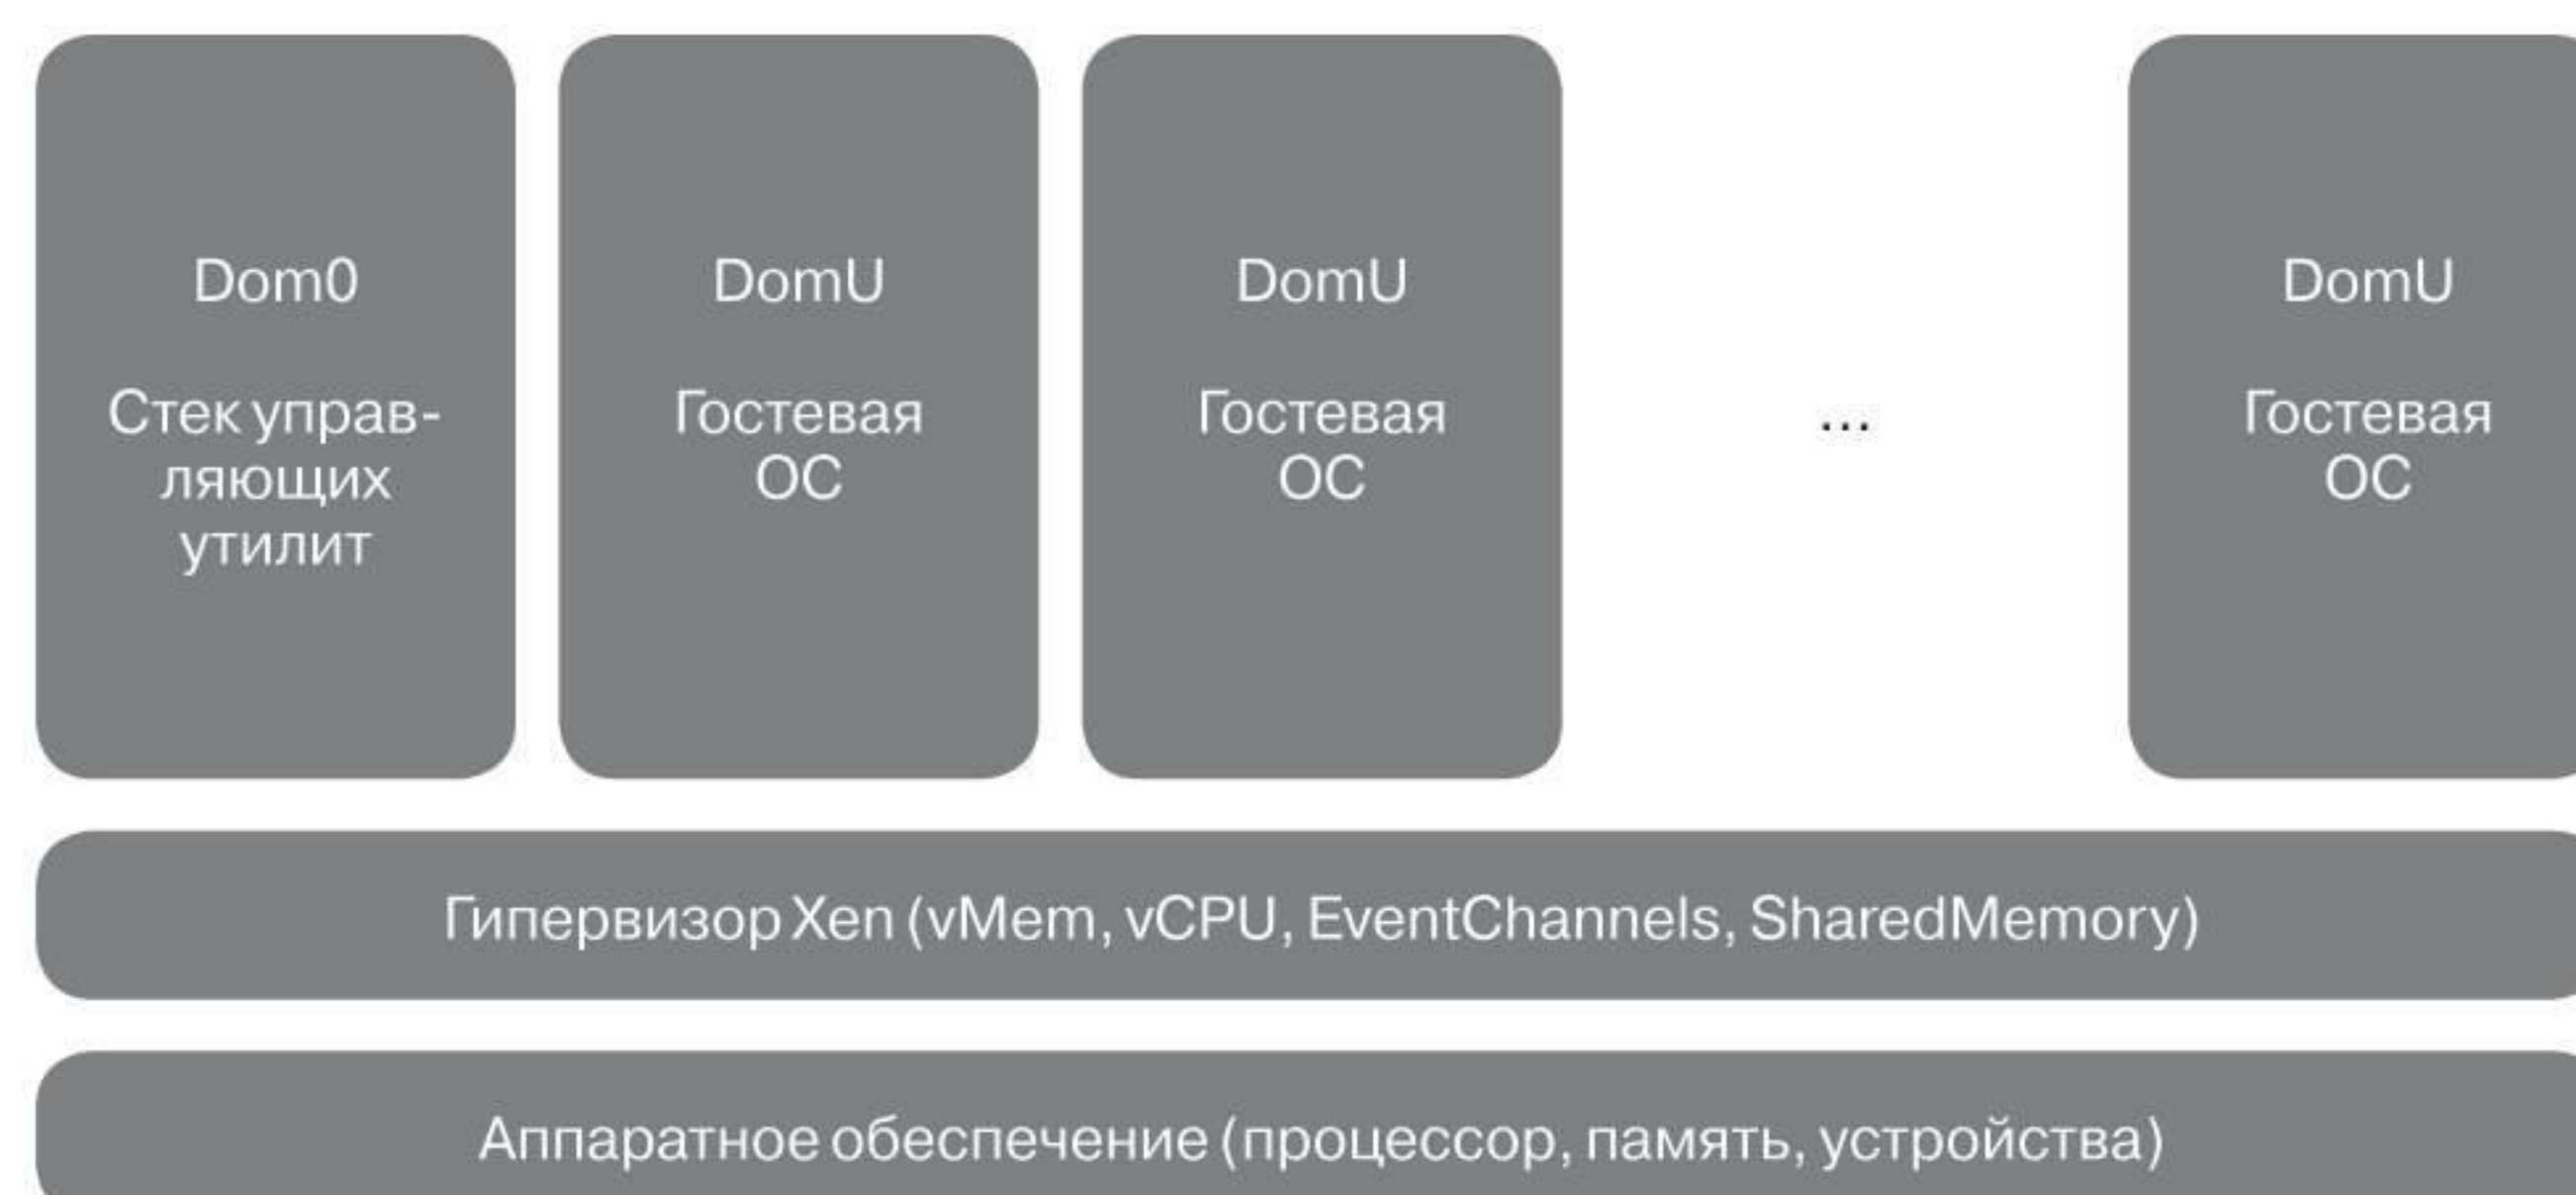 Dom0
Стек управ-
ляющих
утилит
DomU
Гостевая
ОС
DomU
Гостевая
ОС
...
DomU
Гостевая
ОС
Гипервизор Xen (vMem, vCPU, EventChannels, SharedMemory)
Аппаратное обеспечение (процессор, память, устройства)